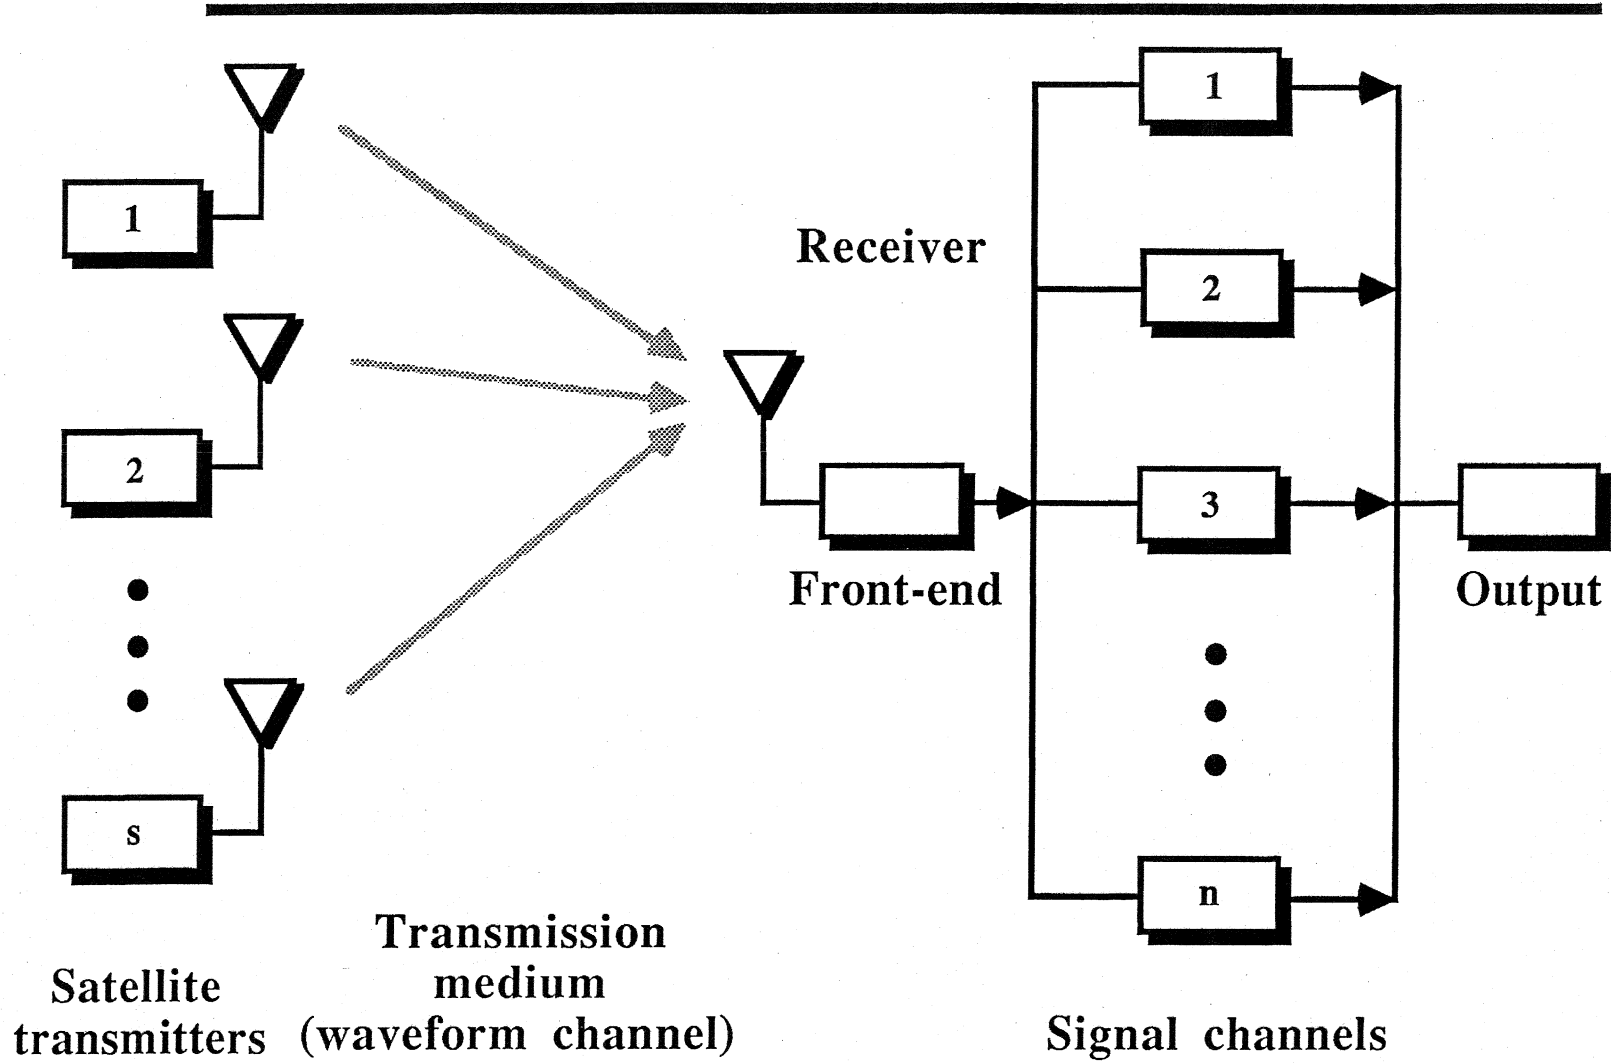 1
2
s
Satellite
transmitters
Transmission
medium
(waveform channel)
Receiver
Front-end
1
2
3
n
Signal channels
Output